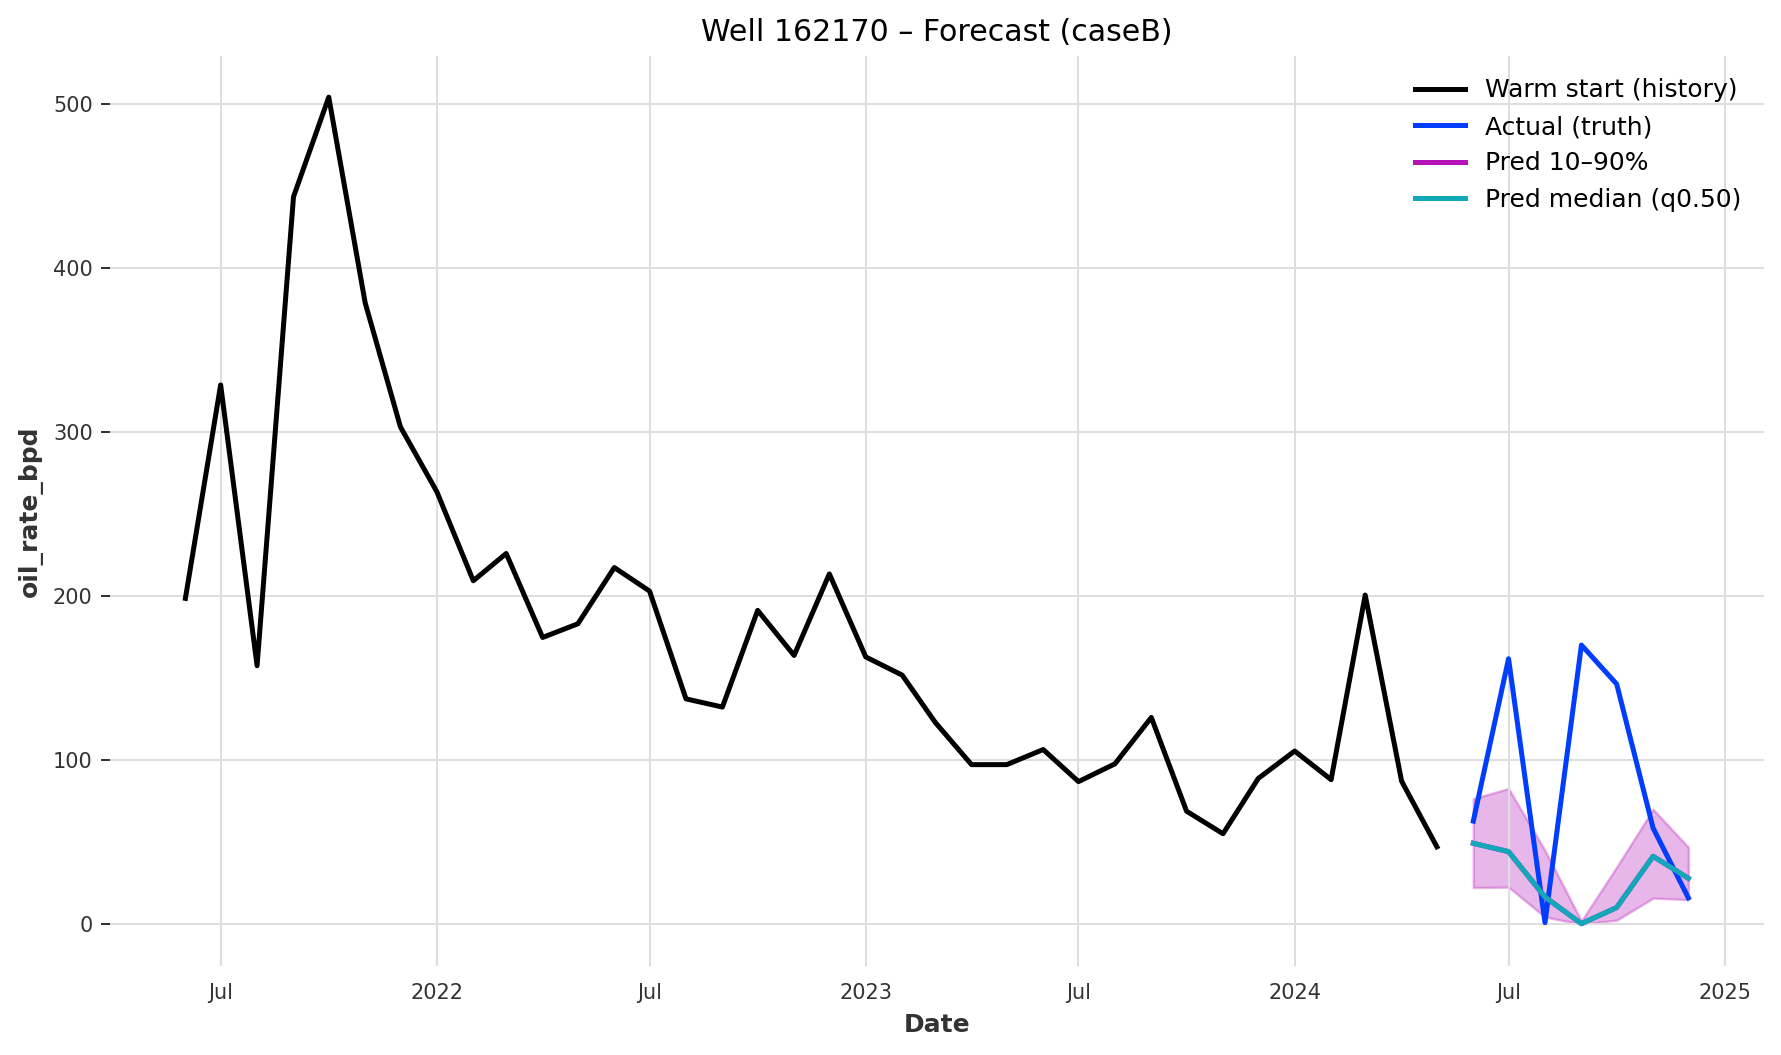 Well 162170 – Forecast (caseB)
Warm start (history)
Actual (truth)
Pred 10–90%
Pred median (q0.50)
oil_rate_bpd
500
400
300
200
100
0
Jul 2022 Jul 2023 Jul 2024 Jul 2025
Date